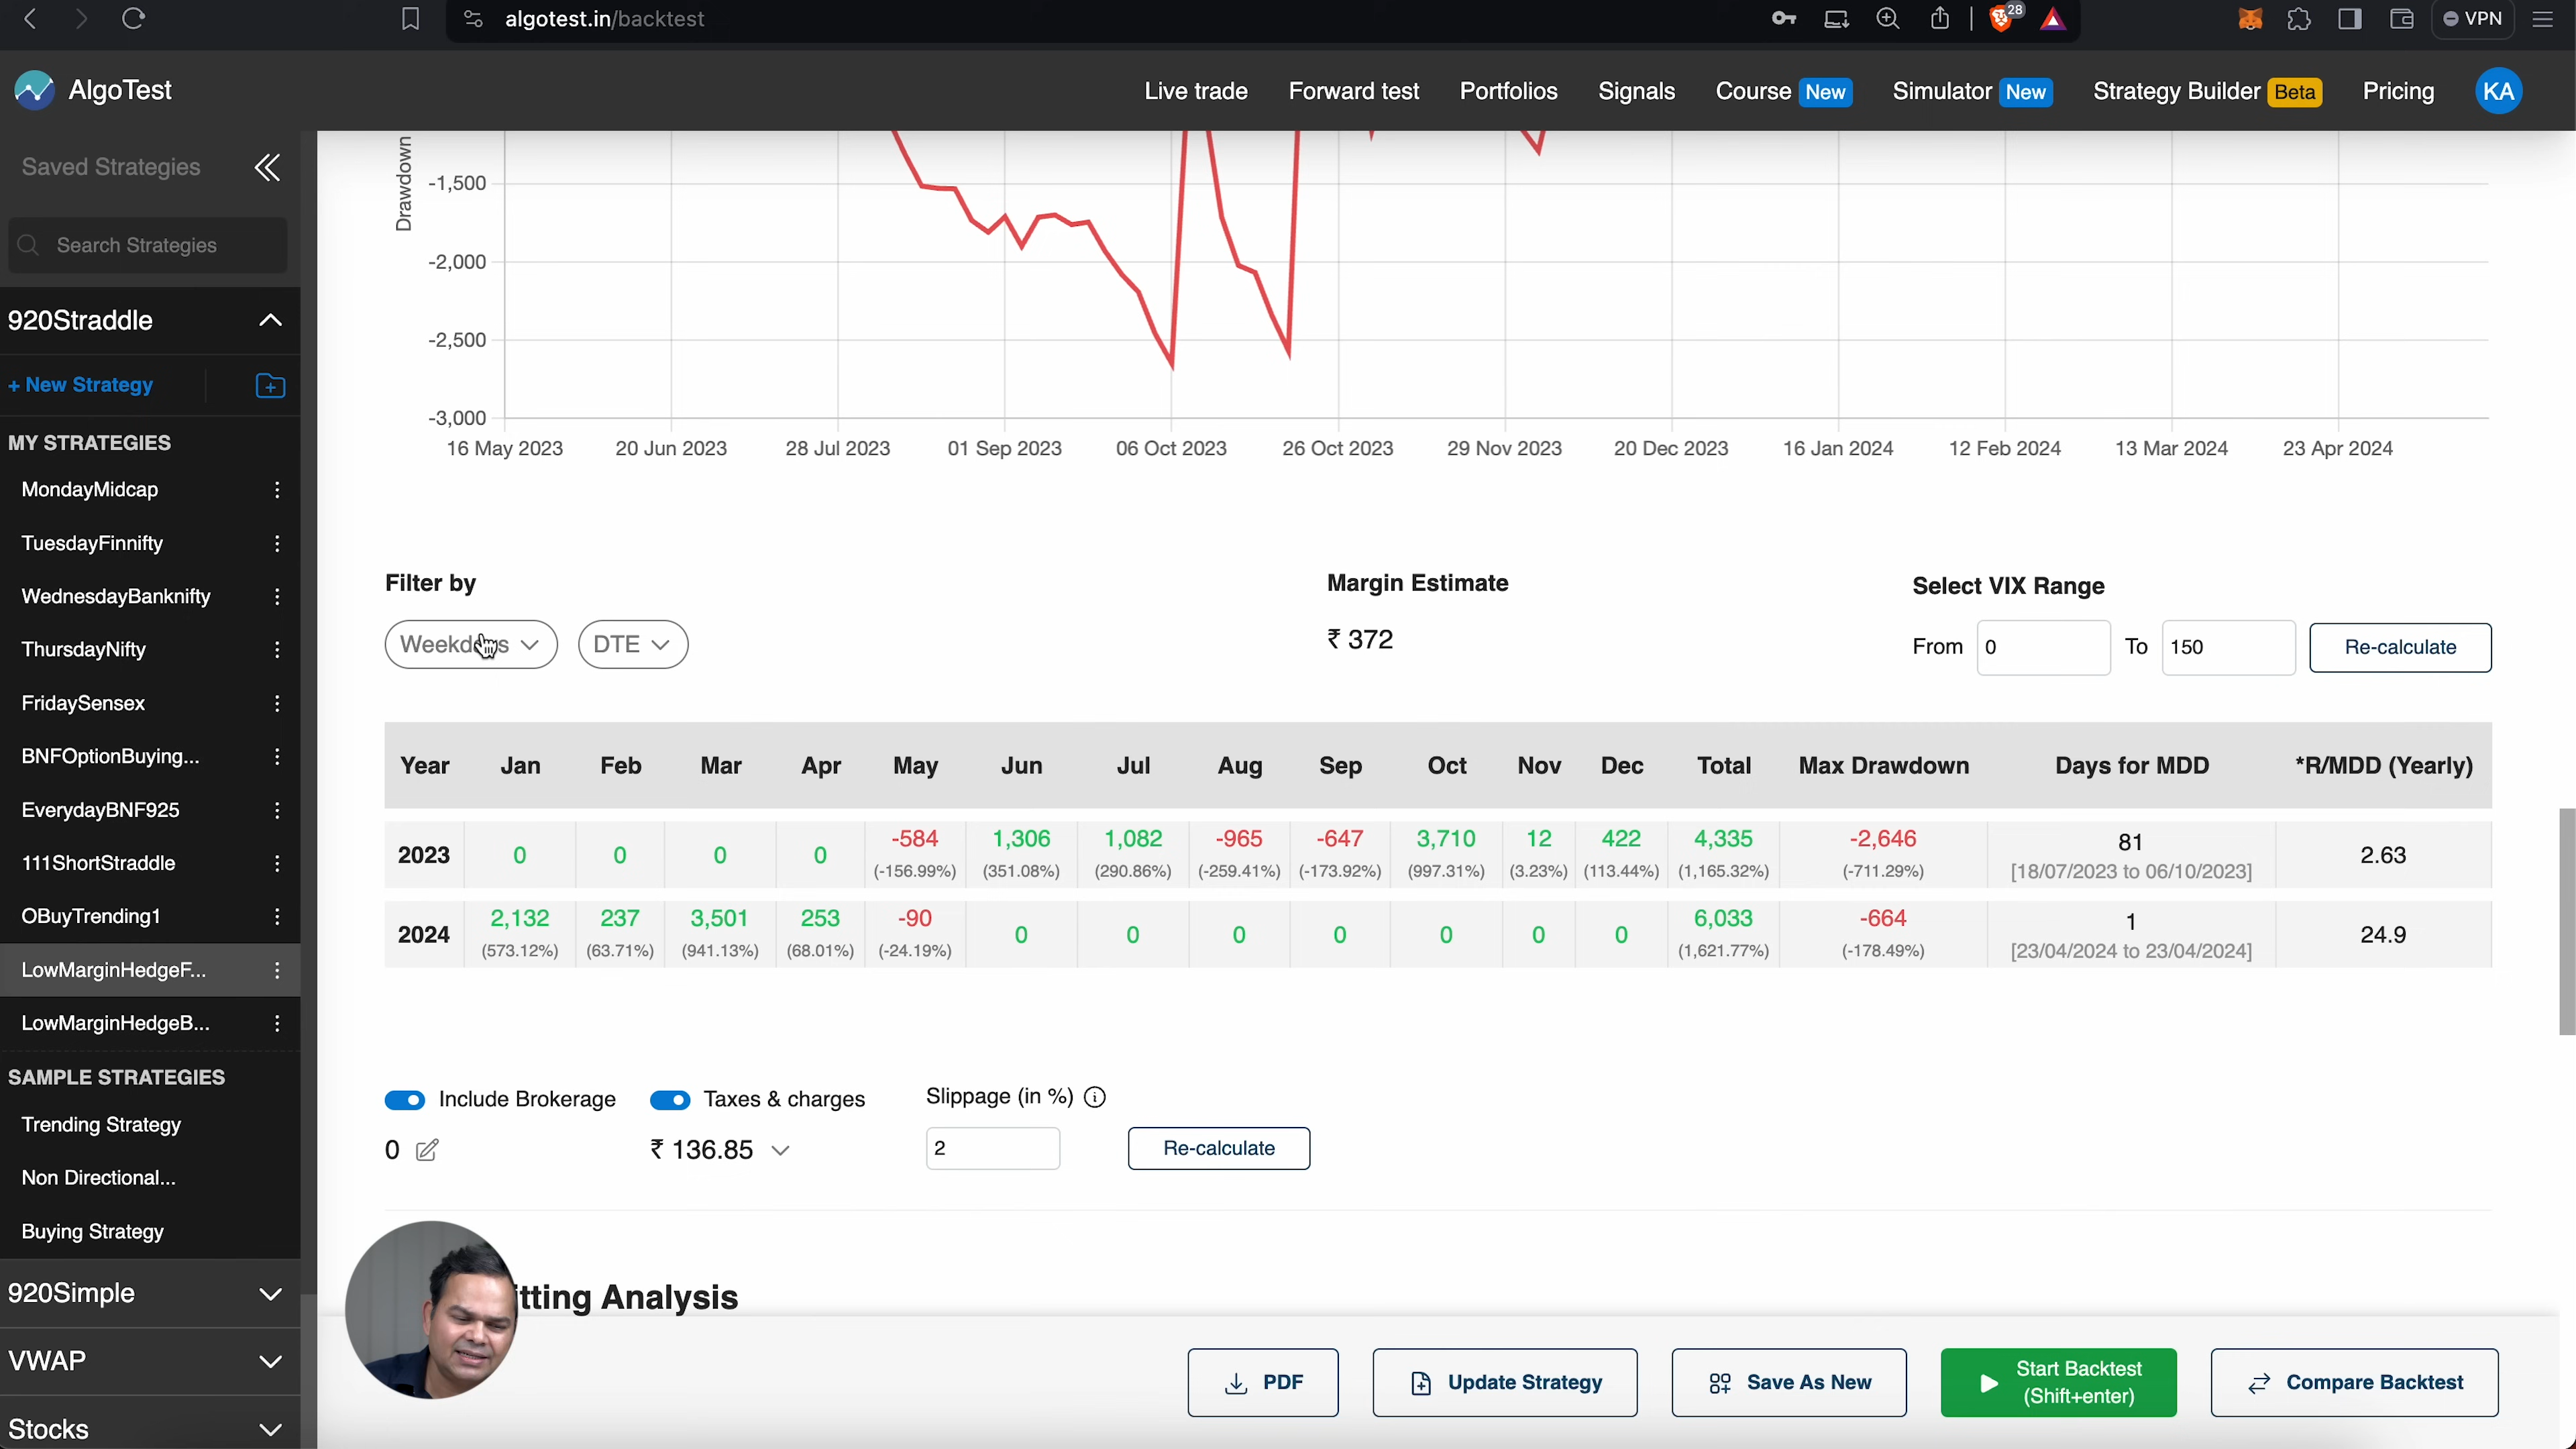 algotest.in/backtest
28
VPN
AlgoTest
Live trade
Forward test
Portfolios
Signals
Course New
Simulator New
Strategy Builder Beta
Pricing
KA
Saved Strategies
Search Strategies
920Straddle
+ New Strategy
MY STRATEGIES
MondayMidcap
TuesdayFinnifty
WednesdayBanknifty
ThursdayNifty
FridaySensex
BNFOptionBuying...
EverydayBNF925
111ShortStraddle
OBuyTrending1
LowMarginHedgeF...
LowMarginHedgeB...
SAMPLE STRATEGIES
Trending Strategy
Non Directional...
Buying Strategy
920Simple
VWAP
Stocks
Drawdown
-1,500
-2,000
-2,500
-3,000
16 May 2023 20 Jun 2023 28 Jul 2023 01 Sep 2023 06 Oct 2023 26 Oct 2023 29 Nov 2023 20 Dec 2023 16 Jan 2024 12 Feb 2024 13 Mar 2024 23 Apr 2024
Filter by
Weekdays
DTE
Margin Estimate
₹ 372
Select VIX Range
From 0 To 150 Re-calculate
Year Jan Feb Mar Apr May Jun Jul Aug Sep Oct Nov Dec Total Max Drawdown Days for MDD *R/MDD (Yearly)
2023 0 0 0 0 -584 1,306 1,082 -965 -647 3,710 12 422 4,335 -2,646 81 2.63
(-156.99%) (351.08%) (290.86%) (-259.41%) (-173.92%) (997.31%) (3.23%) (113.44%) (1,165.32%) (-711.29%) [18/07/2023 to 06/10/2023]
2024 2,132 237 3,501 253 -90 0 0 0 0 0 0 0 6,033 -664 1 24.9
(573.12%) (63.71%) (941.13%) (68.01%) (-24.19%) (1,621.77%) (-178.49%) [23/04/2024 to 23/04/2024]
Include Brokerage
0
Taxes & charges
₹ 136.85
Slippage (in %)
2
Re-calculate
itting Analysis
PDF
Update Strategy
Save As New
Start Backtest
(Shift+enter)
Compare Backtest